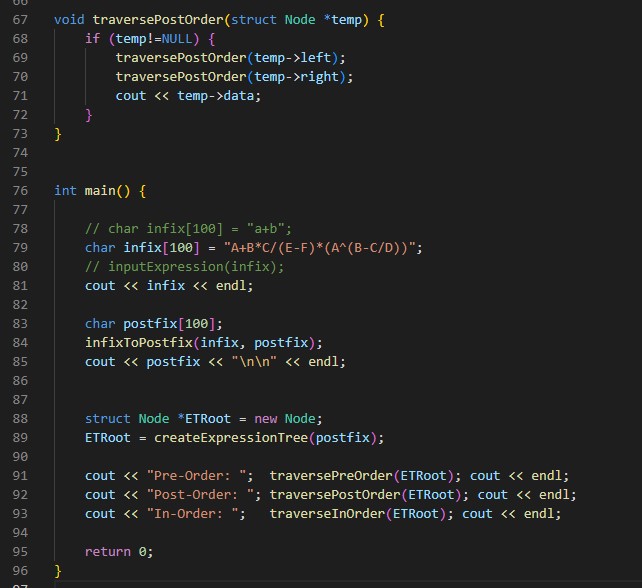 66
67 void traversePostOrder(struct Node *temp) {
68     if (temp!=NULL) {
69         traversePostOrder(temp->left);
70         traversePostOrder(temp->right);
71         cout << temp->data;
72     }
73 }
74
75
76 int main() {
77
78     // char infix[100] = "a+b";
79     char infix[100] = "A+B*C/(E-F)*(A^(B-C/D))";
80     // inputExpression(infix);
81     cout << infix << endl;
82
83     char postfix[100];
84     infixToPostfix(infix, postfix);
85     cout << postfix << "\n\n" << endl;
86
87
88     struct Node *ETRoot = new Node;
89     ETRoot = createExpressionTree(postfix);
90
91     cout << "Pre-Order: ";  traversePreOrder(ETRoot); cout << endl;
92     cout << "Post-Order: "; traversePostOrder(ETRoot); cout << endl;
93     cout << "In-Order: ";   traverseInOrder(ETRoot); cout << endl;
94
95     return 0;
96 }
97